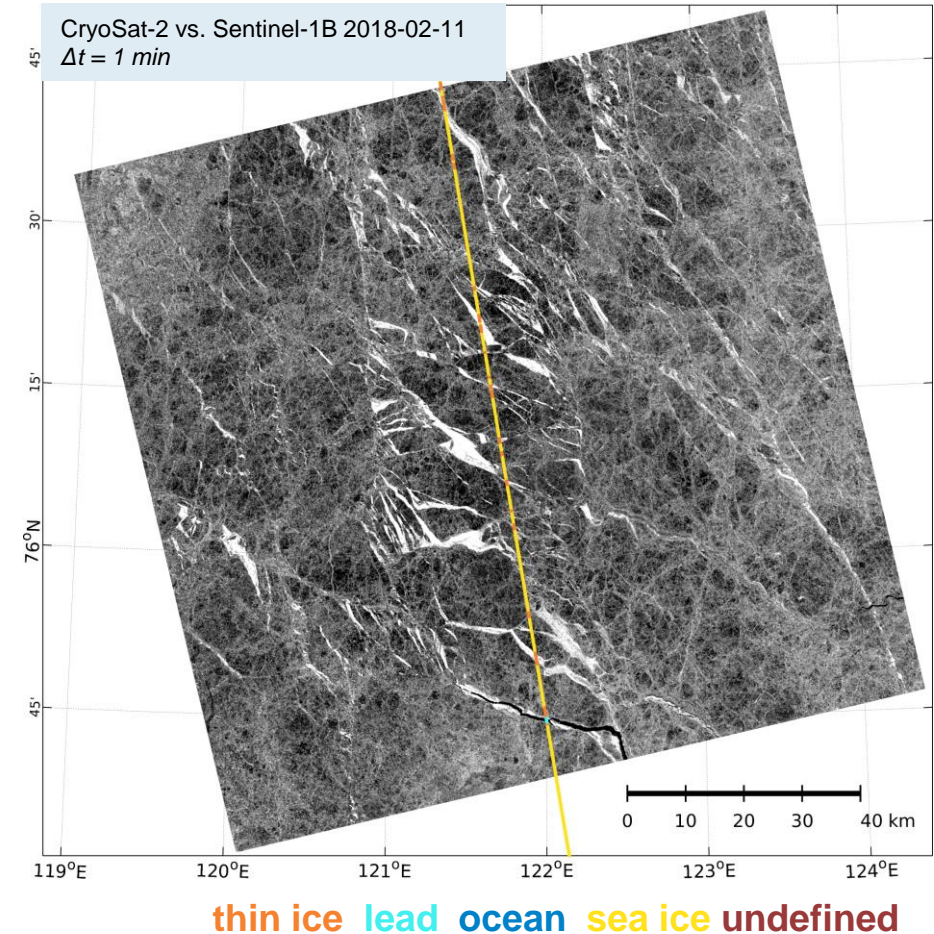 CryoSat-2 vs. Sentinel-1B 2018-02-11
Δt = 1 min
45'
30'
15'
76°N
45'
0 10 20 30 40 km
119°E 120°E 121°E 122°E 123°E 124°E
thin ice lead ocean sea ice undefined